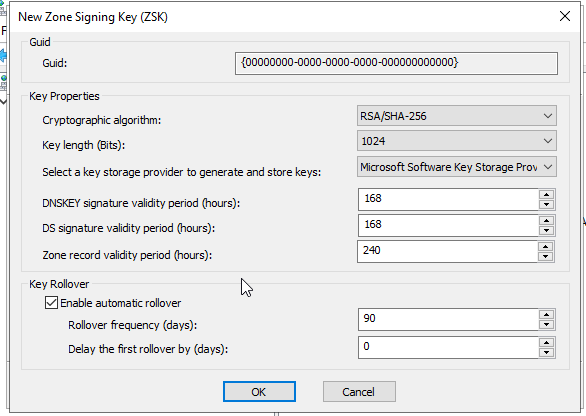 New Zone Signing Key (ZSK)
Guid
Guid: {00000000-0000-0000-0000-000000000000}
Key Properties
Cryptographic algorithm: RSA/SHA-256
Key length (Bits): 1024
Select a key storage provider to generate and store keys: Microsoft Software Key Storage Prov
DNSKEY signature validity period (hours): 168
DS signature validity period (hours): 168
Zone record validity period (hours): 240
Key Rollover
Enable automatic rollover
Rollover frequency (days): 90
Delay the first rollover by (days): 0
OK Cancel